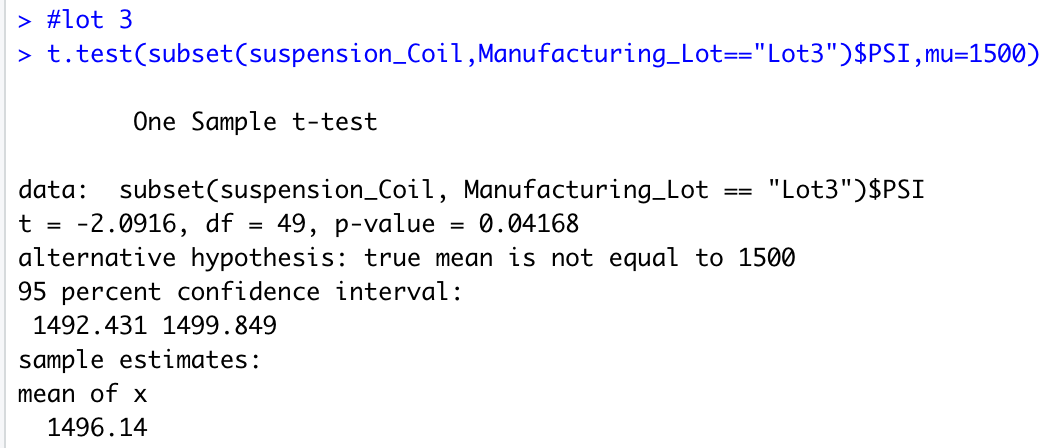 > #lot 3
> t.test(subset(suspension_Coil,Manufacturing_Lot=="Lot3")$PSI,mu=1500)
One Sample t-test
data:  subset(suspension_Coil, Manufacturing_Lot == "Lot3")$PSI
t = -2.0916, df = 49, p-value = 0.04168
alternative hypothesis: true mean is not equal to 1500
95 percent confidence interval:
 1492.431 1499.849
sample estimates:
mean of x
  1496.14